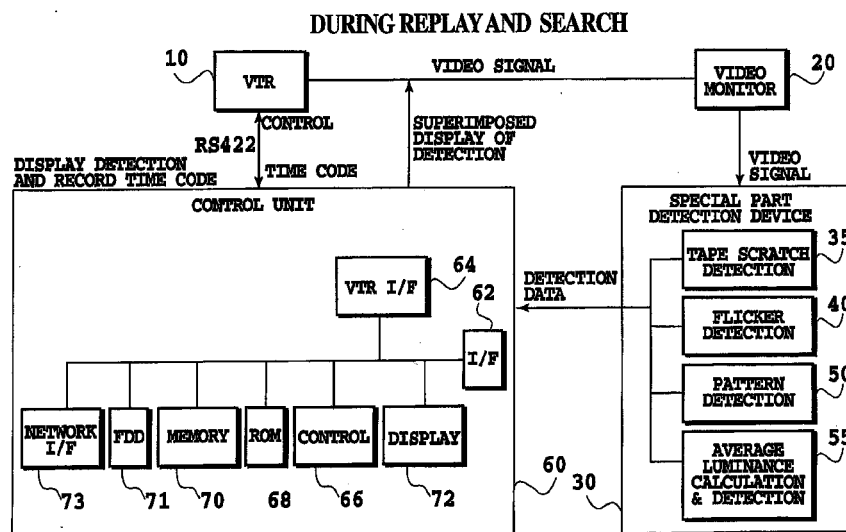 DURING REPLAY AND SEARCH
10
VTR
VIDEO SIGNAL
VIDEO
MONITOR
20
CONTROL
RS422
TIME CODE
SUPERIMPOSED
DISPLAY OF
DETECTION
VIDEO
SIGNAL
DISPLAY DETECTION
AND RECORD TIME CODE
CONTROL UNIT
SPECIAL PART
DETECTION DEVICE
64
VTR I/F
62
I/F
DETECTION
DATA
35
TAPE SCRATCH
DETECTION
40
FLICKER
DETECTION
50
PATTERN
DETECTION
55
AVERAGE
LUMINANCE
CALCULATION
& DETECTION
NETWORK
I/F
FDD
MEMORY
ROM
CONTROL
DISPLAY
73
71
70
68
66
72
60
30